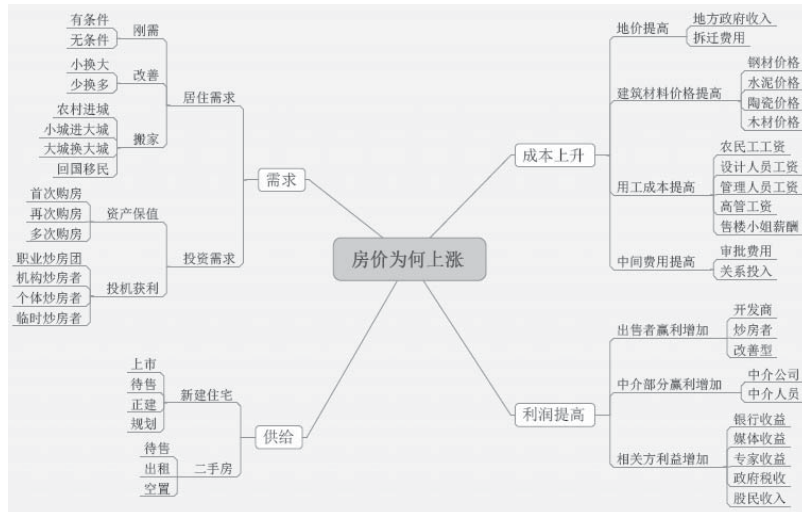 房价为何上涨
需求
居住需求
刚需
有条件
无条件
改善
小换大
少换多
搬家
农村进城
小城进大城
大城换大城
回国移民
投资需求
资产保值
首次购房
再次购房
多次购房
投机获利
职业炒房团
机构炒房者
个体炒房者
临时炒房者
供给
新建住宅
上市
待售
正建
规划
二手房
待售
出租
空置
成本上升
地价提高
地方政府收入
拆迁费用
建筑材料价格提高
钢材价格
水泥价格
陶瓷价格
木材价格
用工成本提高
农民工工资
设计人员工资
管理人员工资
高管工资
售楼小姐薪酬
中间费用提高
审批费用
关系投入
利润提高
出售者赢利增加
开发商
炒房者
改善型
中介部分赢利增加
中介公司
中介人员
相关方利益增加
银行收益
媒体收益
专家收益
政府税收
股民收入